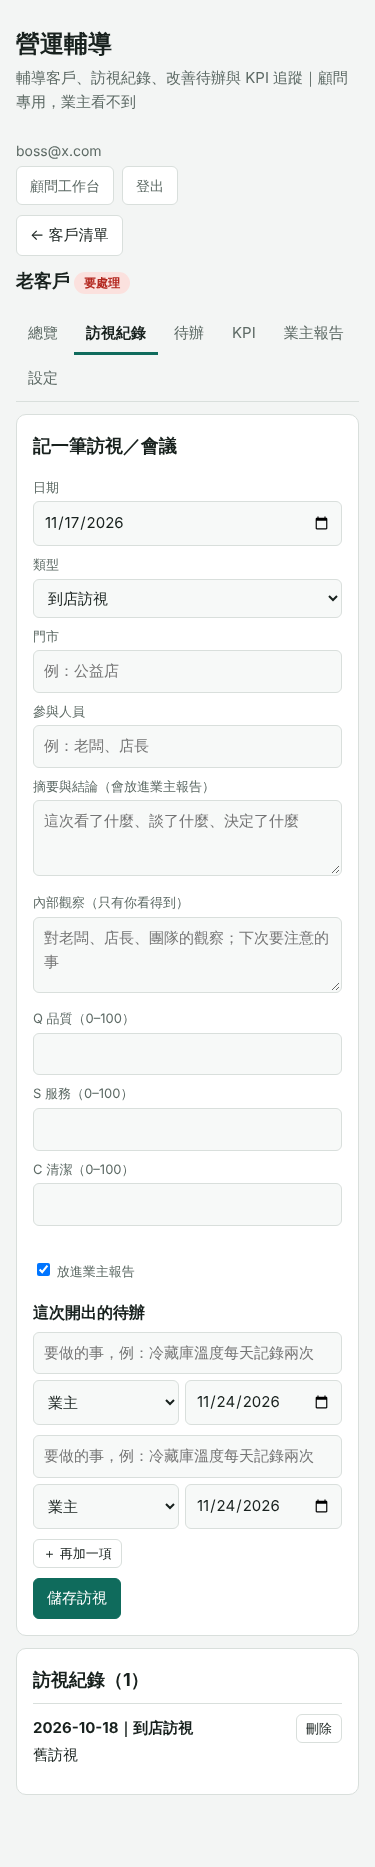 營運輔導
輔導客戶、訪視紀錄、改善待辦與 KPI 追蹤｜顧問
專用，業主看不到
boss@x.com
顧問工作台 登出
← 客戶清單
老客戶 要處理
總覽 訪視紀錄 待辦 KPI 業主報告
設定
記一筆訪視／會議
日期
11/17/2026
類型
到店訪視
門市
例：公益店
參與人員
例：老闆、店長
摘要與結論（會放進業主報告）
這次看了什麼、談了什麼、決定了什麼
內部觀察（只有你看得到）
對老闆、店長、團隊的觀察；下次要注意的
事
Q 品質（0–100）
S 服務（0–100）
C 清潔（0–100）
放進業主報告
這次開出的待辦
要做的事，例：冷藏庫溫度每天記錄兩次
業主 11/24/2026
要做的事，例：冷藏庫溫度每天記錄兩次
業主 11/24/2026
＋ 再加一項
儲存訪視
訪視紀錄（1）
2026-10-18｜到店訪視 刪除
舊訪視